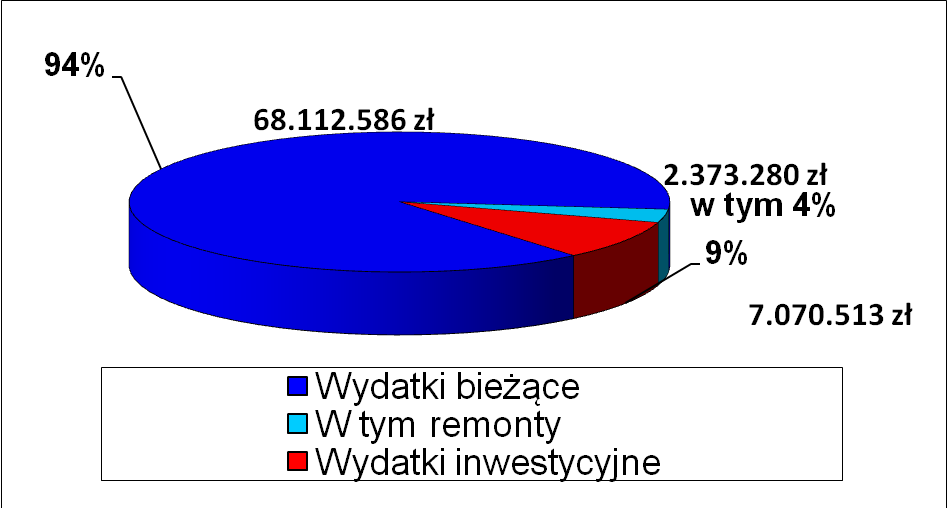 94%
68.112.586 zł
2.373.280 zł
w tym 4%
9%
7.070.513 zł
Wydatki bieżące
W tym remonty
Wydatki inwestycyjne